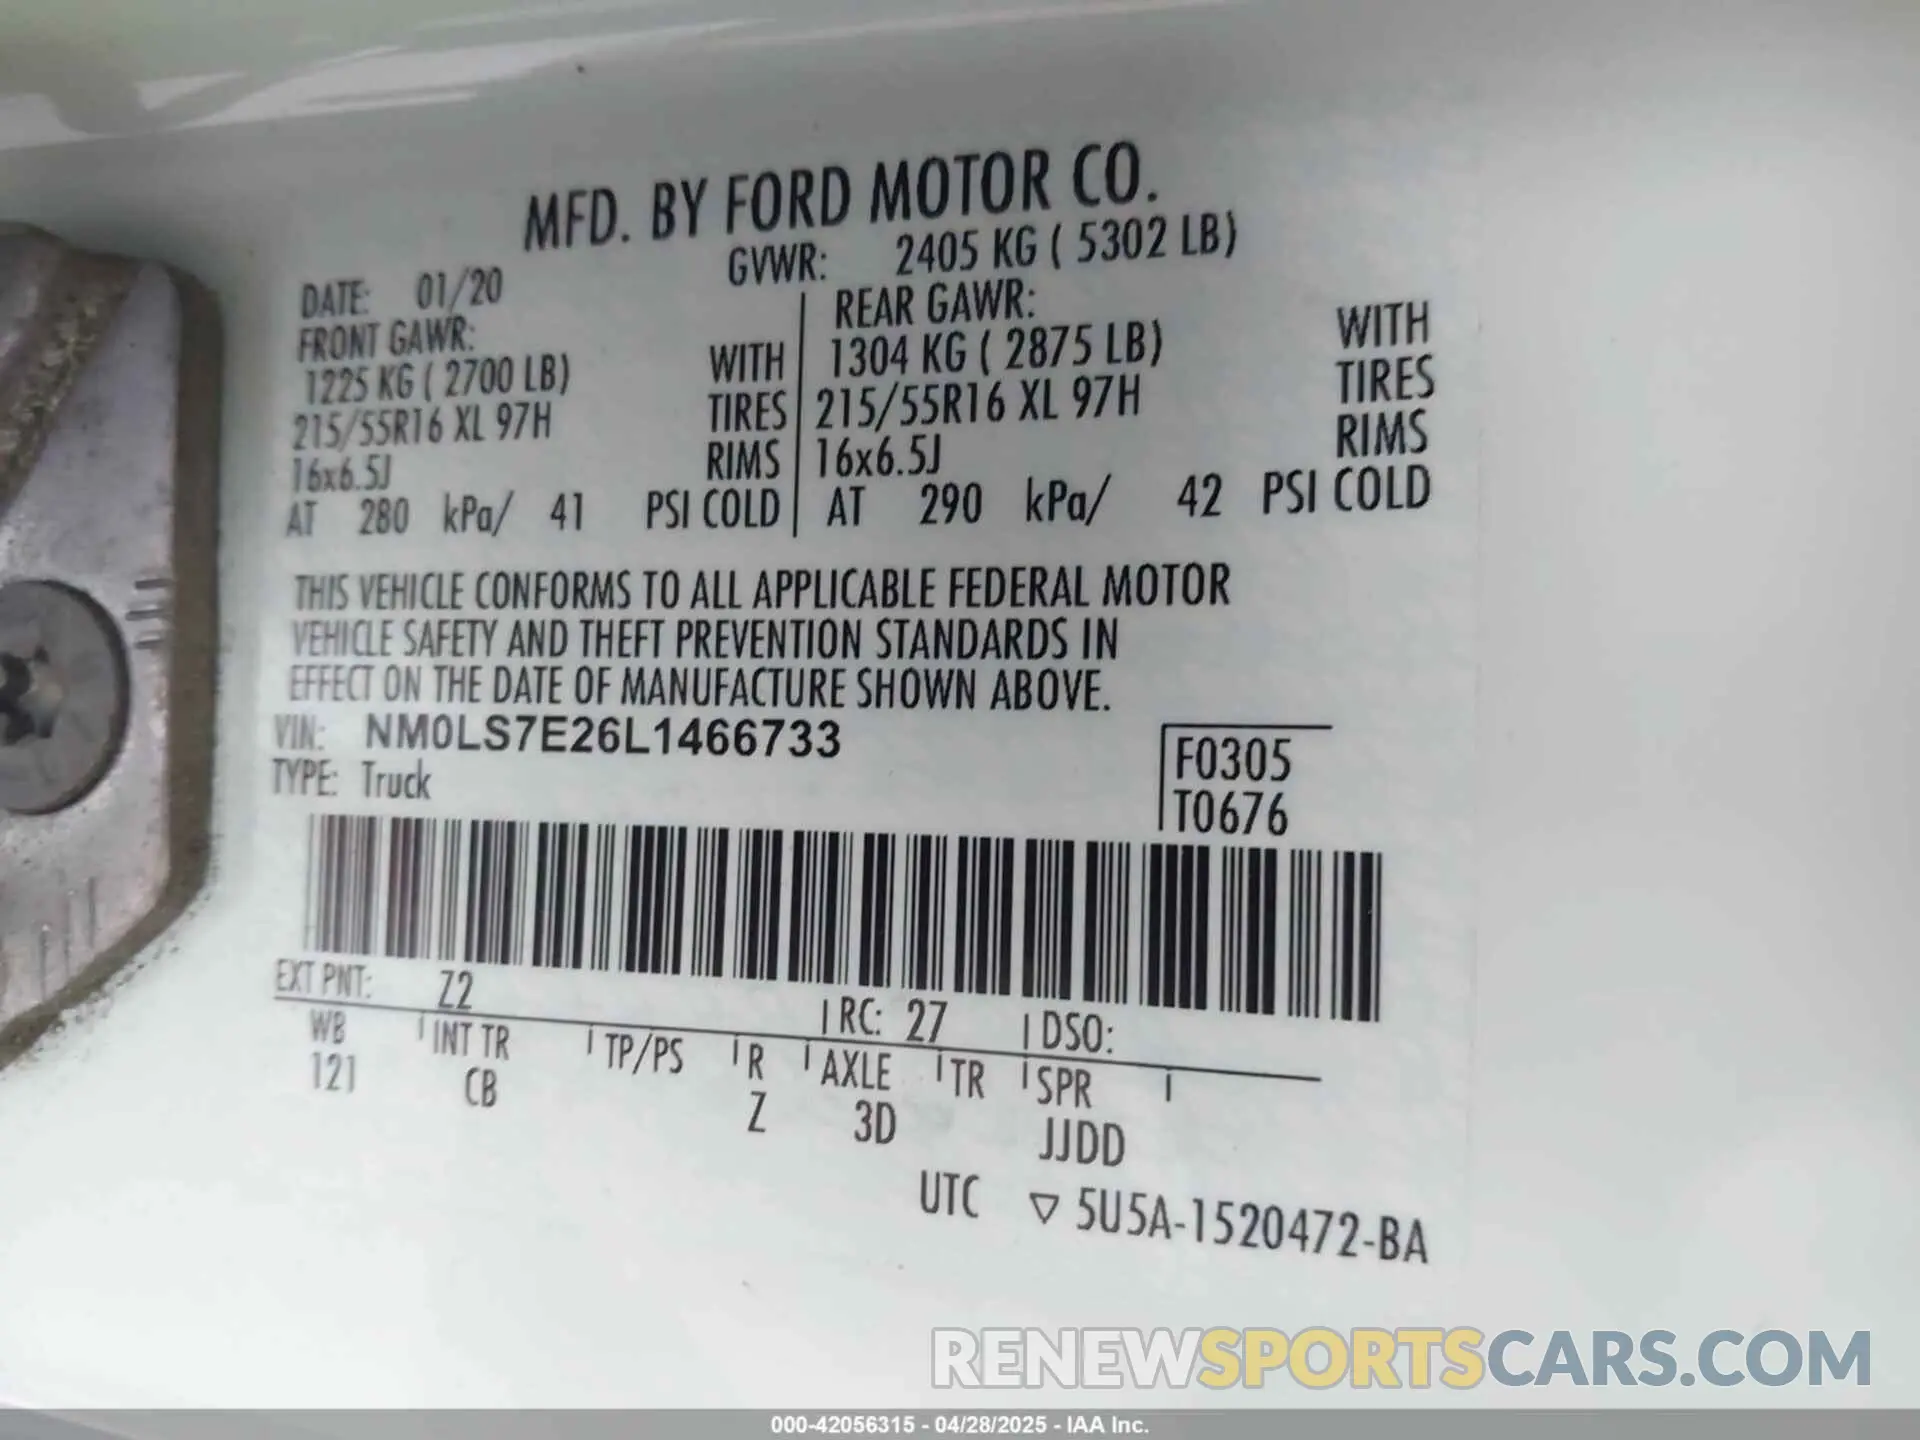 MFD. BY FORD MOTOR CO.
DATE: 01/20 GVWR: 2405 KG ( 5302 LB)
FRONT GAWR: REAR GAWR:
1225 KG ( 2700 LB) WITH 1304 KG ( 2875 LB) WITH
215/55R16 XL 97H TIRES 215/55R16 XL 97H TIRES
16x6.5J RIMS 16x6.5J RIMS
AT 280 kPa/ 41 PSI COLD AT 290 kPa/ 42 PSI COLD
THIS VEHICLE CONFORMS TO ALL APPLICABLE FEDERAL MOTOR
VEHICLE SAFETY AND THEFT PREVENTION STANDARDS IN
EFFECT ON THE DATE OF MANUFACTURE SHOWN ABOVE.
VIN: NM0LS7E26L1466733
TYPE: Truck
F0305
T0676
EXT PNT: Z2 RC: 27 DSO:
WB INT TR TP/PS R AXLE TR SPR
121 CB Z 3D JJDD
UTC ▽ 5U5A-1520472-BA
RENEWSPORTSCARS.COM
000-42056315 - 04/28/2025 - IAA Inc.